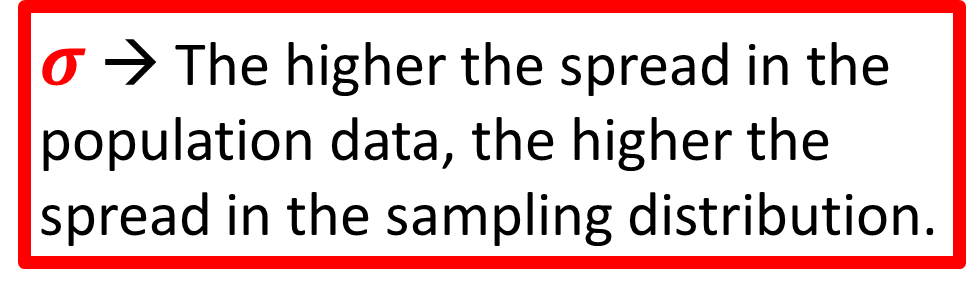 σ → The higher the spread in the
population data, the higher the
spread in the sampling distribution.